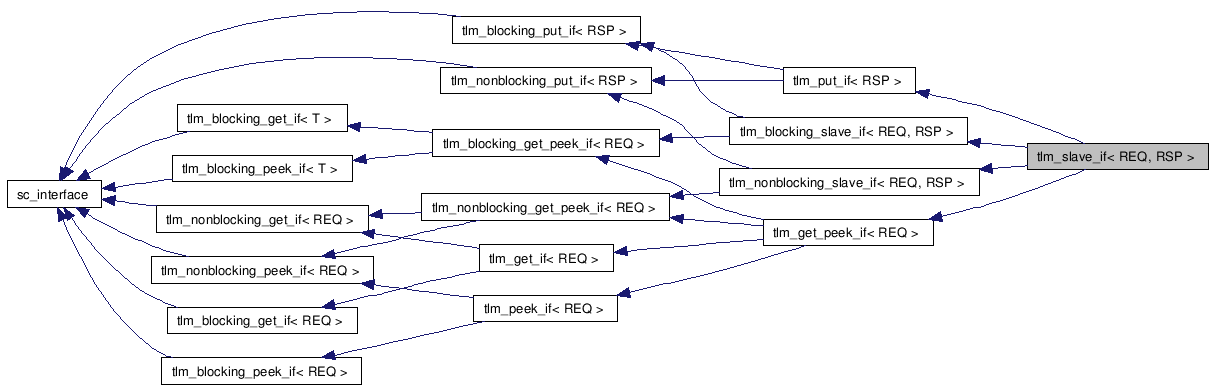 tlm_blocking_put_if< RSP >
tlm_nonblocking_put_if< RSP >
tlm_put_if< RSP >
tlm_blocking_get_if< T >
tlm_blocking_slave_if< REQ, RSP >
tlm_blocking_get_peek_if< REQ >
tlm_slave_if< REQ, RSP >
tlm_blocking_peek_if< T >
tlm_nonblocking_slave_if< REQ, RSP >
sc_interface
tlm_nonblocking_get_peek_if< REQ >
tlm_nonblocking_get_if< REQ >
tlm_get_peek_if< REQ >
tlm_get_if< REQ >
tlm_nonblocking_peek_if< REQ >
tlm_peek_if< REQ >
tlm_blocking_get_if< REQ >
tlm_blocking_peek_if< REQ >